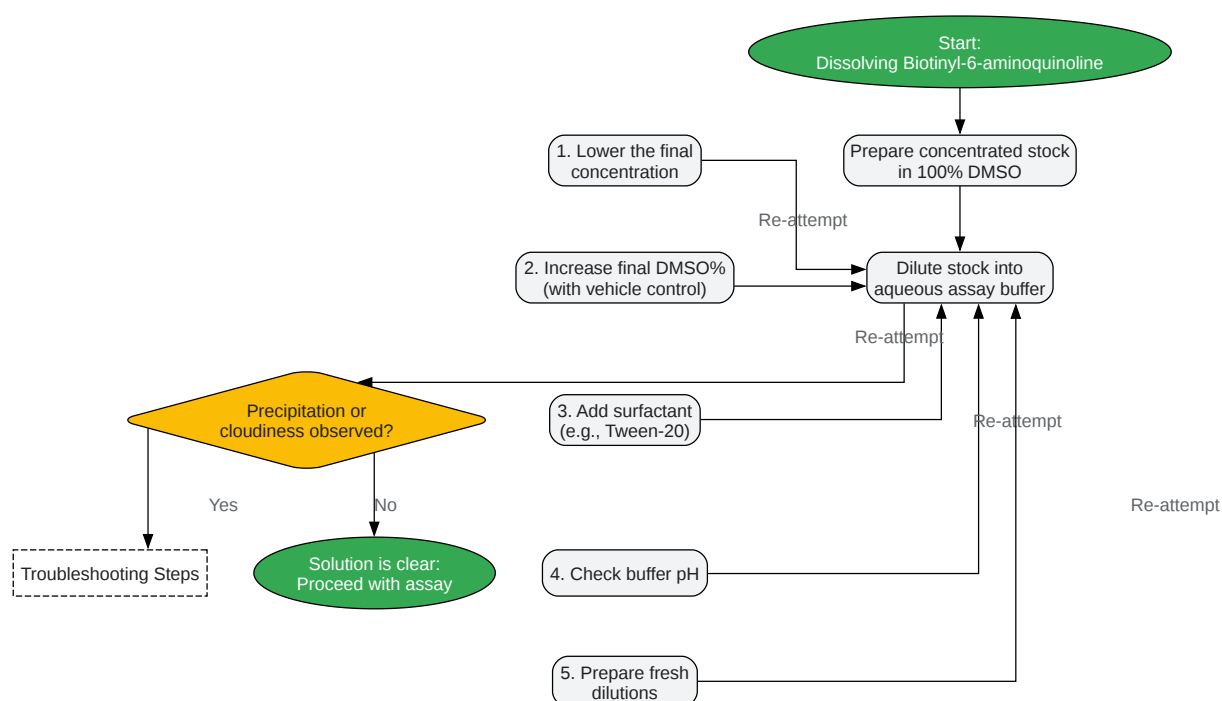 Start:
Dissolving Biotinyl-6-aminoquinoline
1. Lower the final
concentration
Prepare concentrated stock
in 100% DMSO
Re-attempt
2. Increase final DMSO%
(with vehicle control)
Dilute stock into
aqueous assay buffer
Re-attempt
Precipitation or
cloudiness observed?
3. Add surfactant
(e.g., Tween-20)
Re-attempt
Yes
No
Re-attempt
Troubleshooting Steps
Solution is clear:
Proceed with assay
4. Check buffer pH
5. Prepare fresh
dilutions